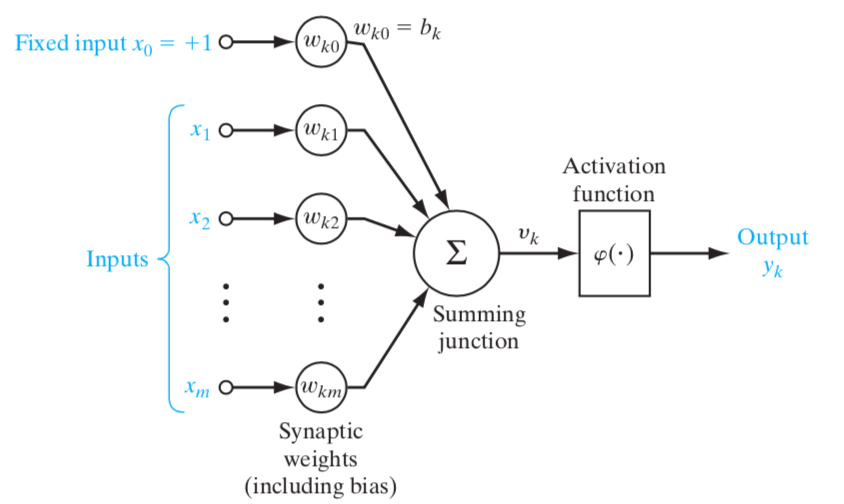 Fixed input x₀ = +1
wₖ₀
wₖ₀ = bₖ
x₁
wₖ₁
x₂
wₖ₂
Inputs
⋮ ⋮
xₘ
wₖₘ
Σ
Summing
junction
vₖ
Activation
function
φ(·)
Output
yₖ
Synaptic
weights
(including bias)